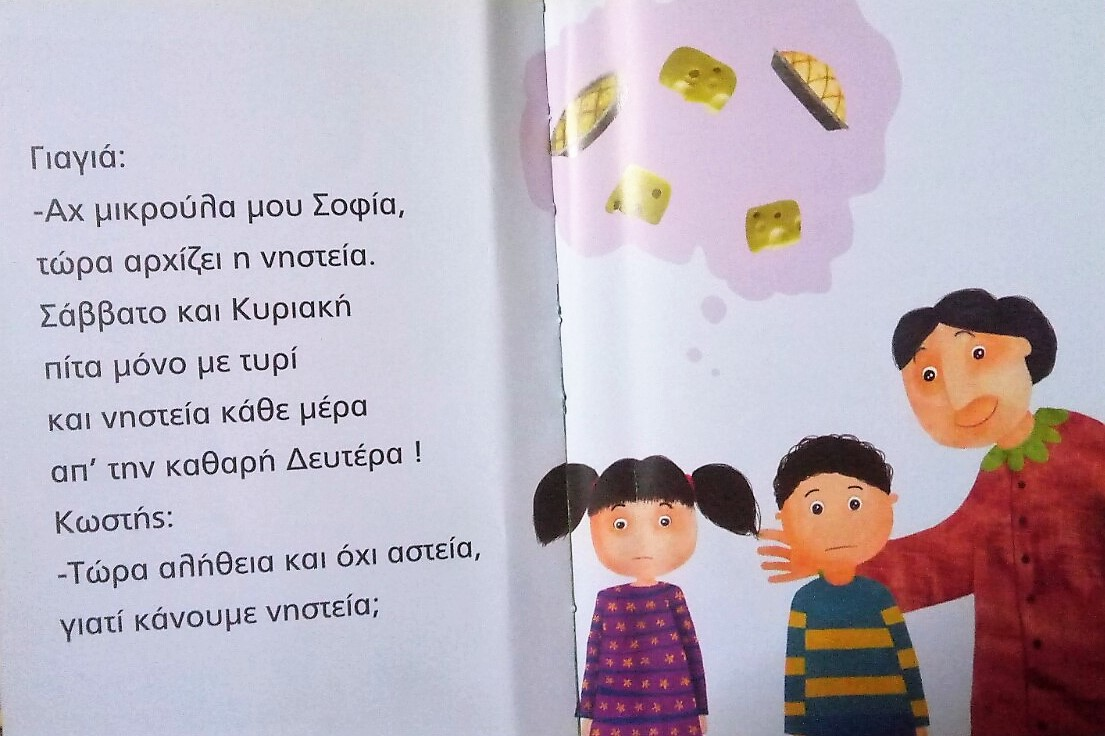 Γιαγιά:
-Αχ μικρούλα μου Σοφία,
τώρα αρχίζει η νηστεία.
Σάββατο και Κυριακή
πίτα μόνο με τυρί
και νηστεία κάθε μέρα
απ’ την καθαρή Δευτέρα !
Κωστής:
-Τώρα αλήθεια και όχι αστεία,
γιατί κάνουμε νηστεία;